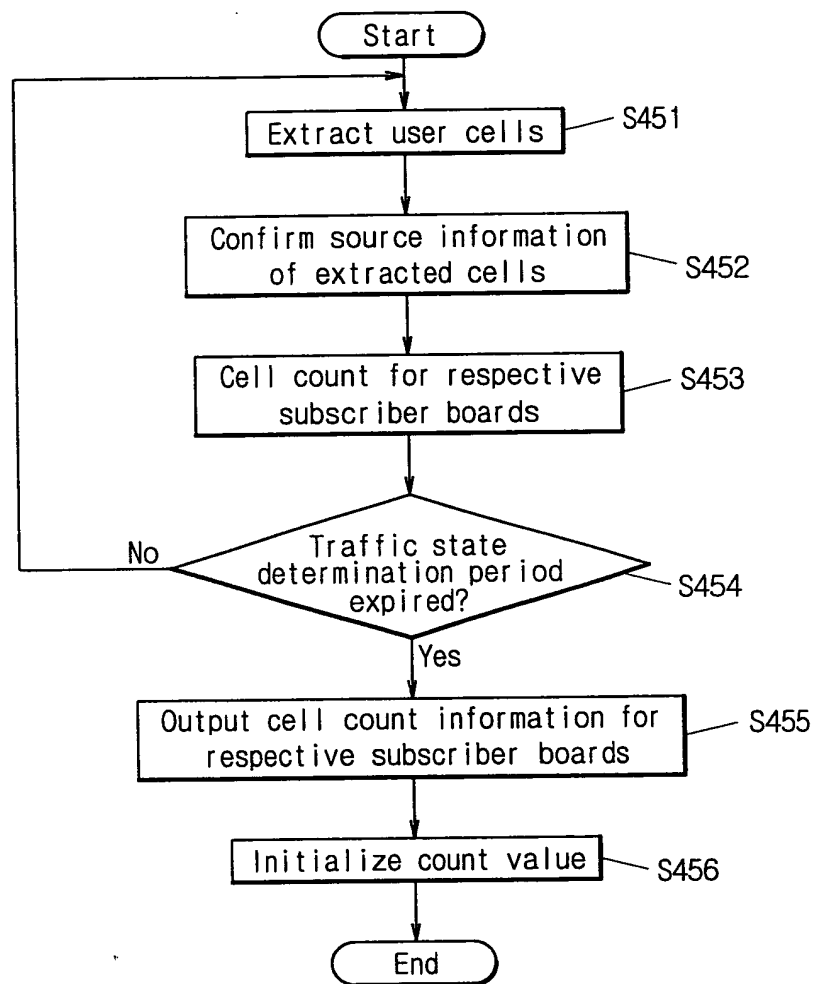 Start
Extract user cells
S451
Confirm source information
of extracted cells
S452
Cell count for respective
subscriber boards
S453
No
Traffic state
determination period
expired?
S454
Yes
Output cell count information for
respective subscriber boards
S455
Initialize count value
S456
End